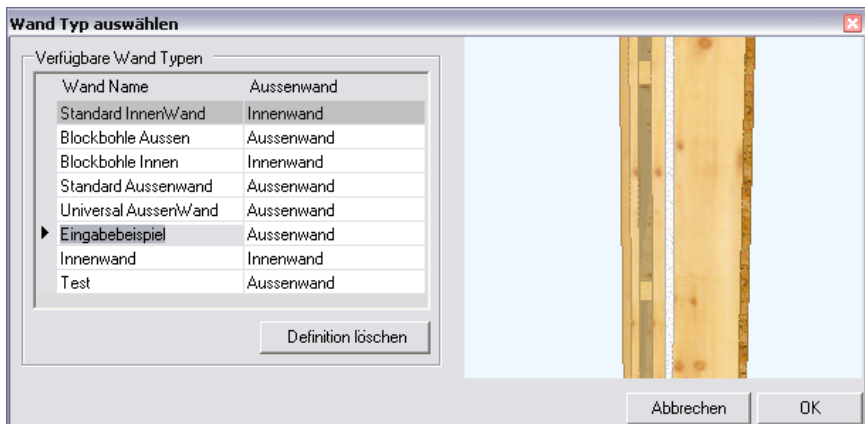 Wand Typ auswählen
Verfügbare Wand Typen
Wand Name Aussenwand
Standard InnenWand Innenwand
Blockbohle Aussen Aussenwand
Blockbohle Innen Innenwand
Standard Aussenwand Aussenwand
Universal AussenWand Aussenwand
Eingabebeispiel Aussenwand
Innenwand Innenwand
Test Aussenwand
Definition löschen
Abbrechen OK